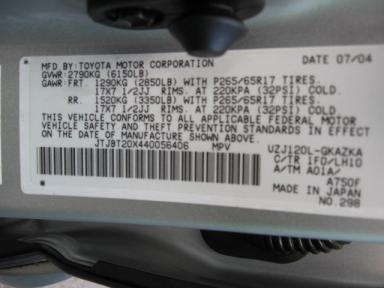 MFD BY: TOYOTA MOTOR CORPORATION DATE 07/04
GVWR: 2790KG (6150LB)
GAWR: FRT. 1290KG (2850LB) WITH P265/65R17 TIRES.
17X7 1/2JJ RIMS. AT 220KPA (32PSI) COLD.
RR. 1520KG (3350LB) WITH P265/65R17 TIRES.
17X7 1/2JJ RIMS. AT 220KPA (32PSI) COLD.
THIS VEHICLE CONFORMS TO ALL APPLICABLE FEDERAL MOTOR
VEHICLE SAFETY AND BUMPER STANDARDS IN EFFECT ON THE
DATE OF MANUFACTURE SHOWN ABOVE.
JTJBT20X440056406 MPV
UZJ120L-GKAZKA
C/TR 1F0/LH10
A/TM A01A/
A750F
MADE IN JAPAN
NO.298